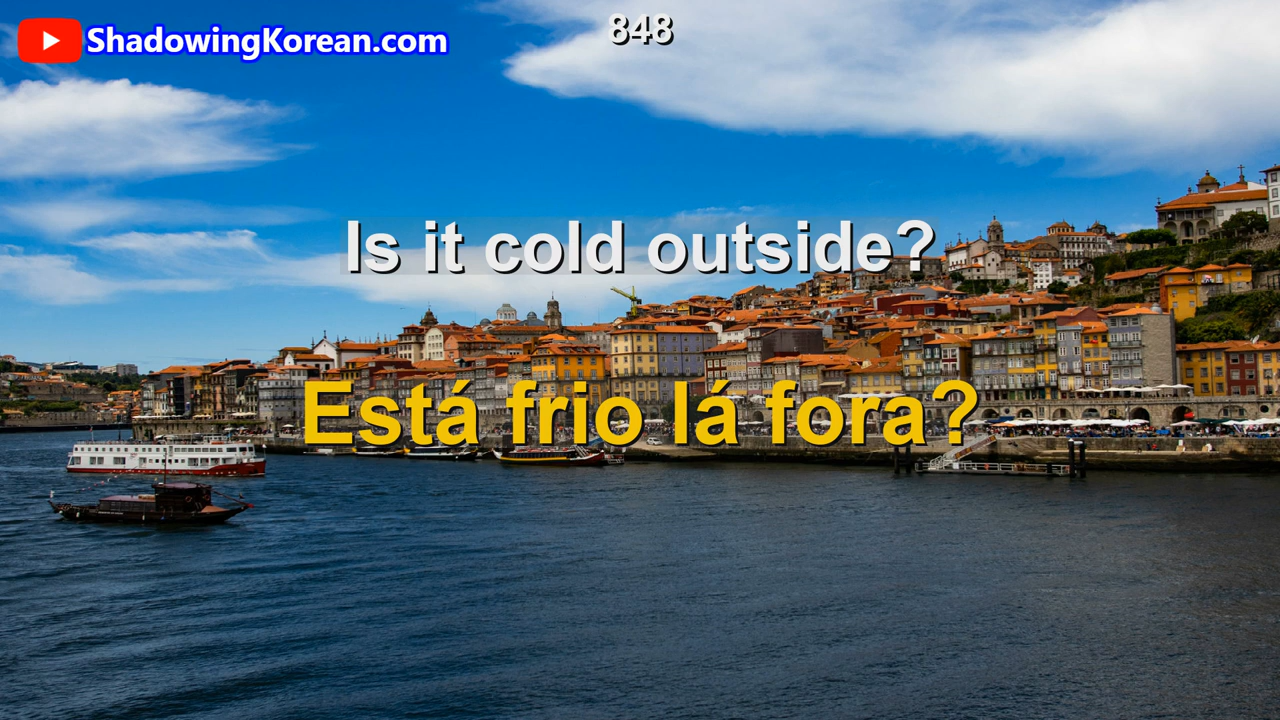 ShadowingKorean.com
848
Is it cold outside?
Está frio lá fora?